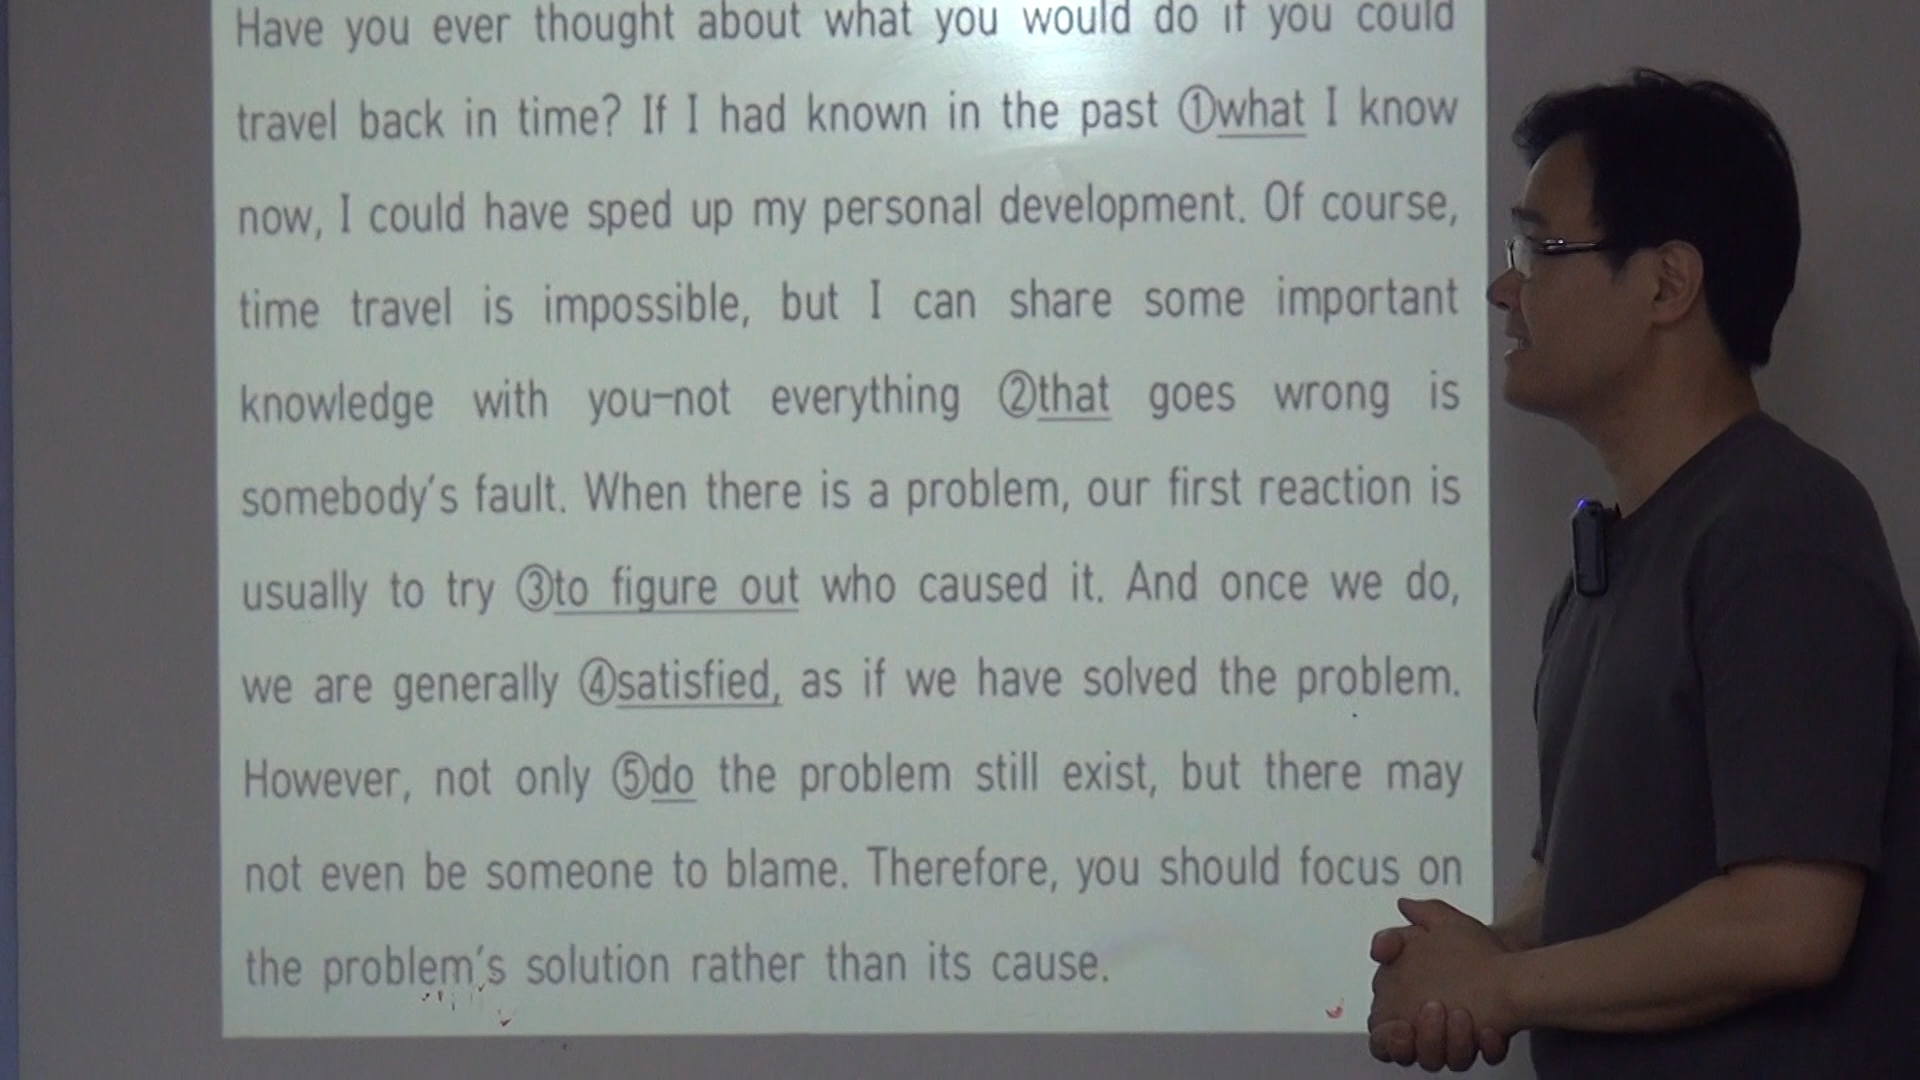 Have you ever thought about what you would do if you could
travel back in time? If I had known in the past ①what I know
now, I could have sped up my personal development. Of course,
time travel is impossible, but I can share some important
knowledge with you–not everything ②that goes wrong is
somebody's fault. When there is a problem, our first reaction is
usually to try ③to figure out who caused it. And once we do,
we are generally ④satisfied, as if we have solved the problem.
However, not only ⑤do the problem still exist, but there may
not even be someone to blame. Therefore, you should focus on
the problem's solution rather than its cause.